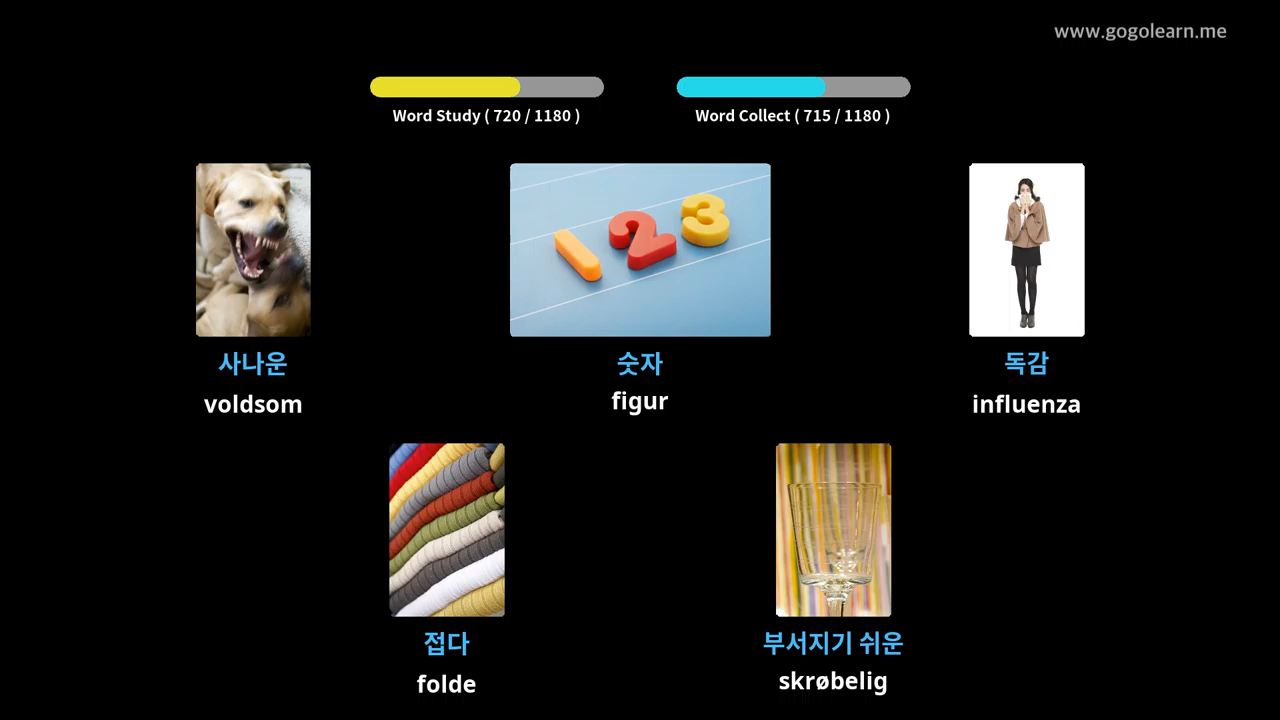 www.gogolearn.me
Word Study ( 720 / 1180 )
Word Collect ( 715 / 1180 )
사나운
voldsom
숫자
figur
독감
influenza
접다
folde
부서지기 쉬운
skrøbelig